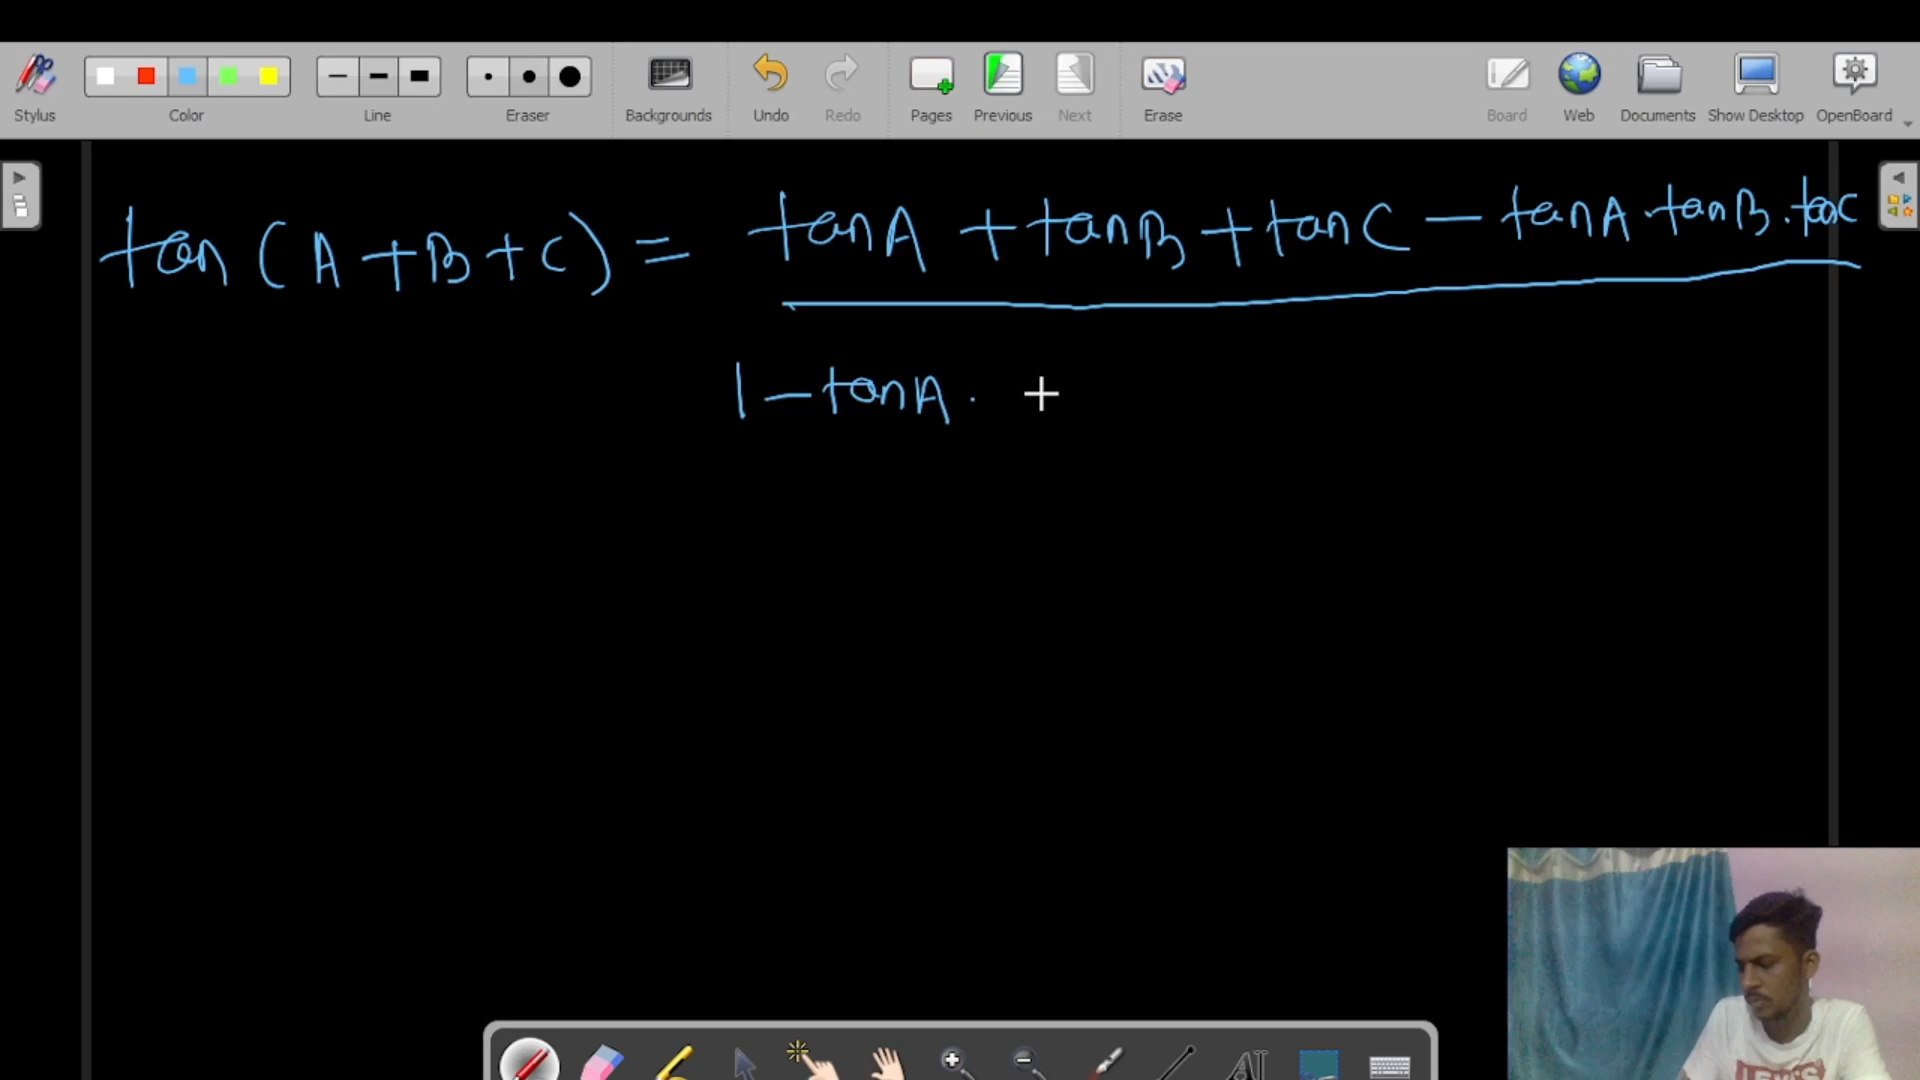 Stylus Color Line Eraser Backgrounds Undo Redo Pages Previous Next Erase Board Web Documents Show Desktop OpenBoard
tan (A+B+C) = tanA + tanB + tanC - tanA . tanB . tanC
1 - tanA .